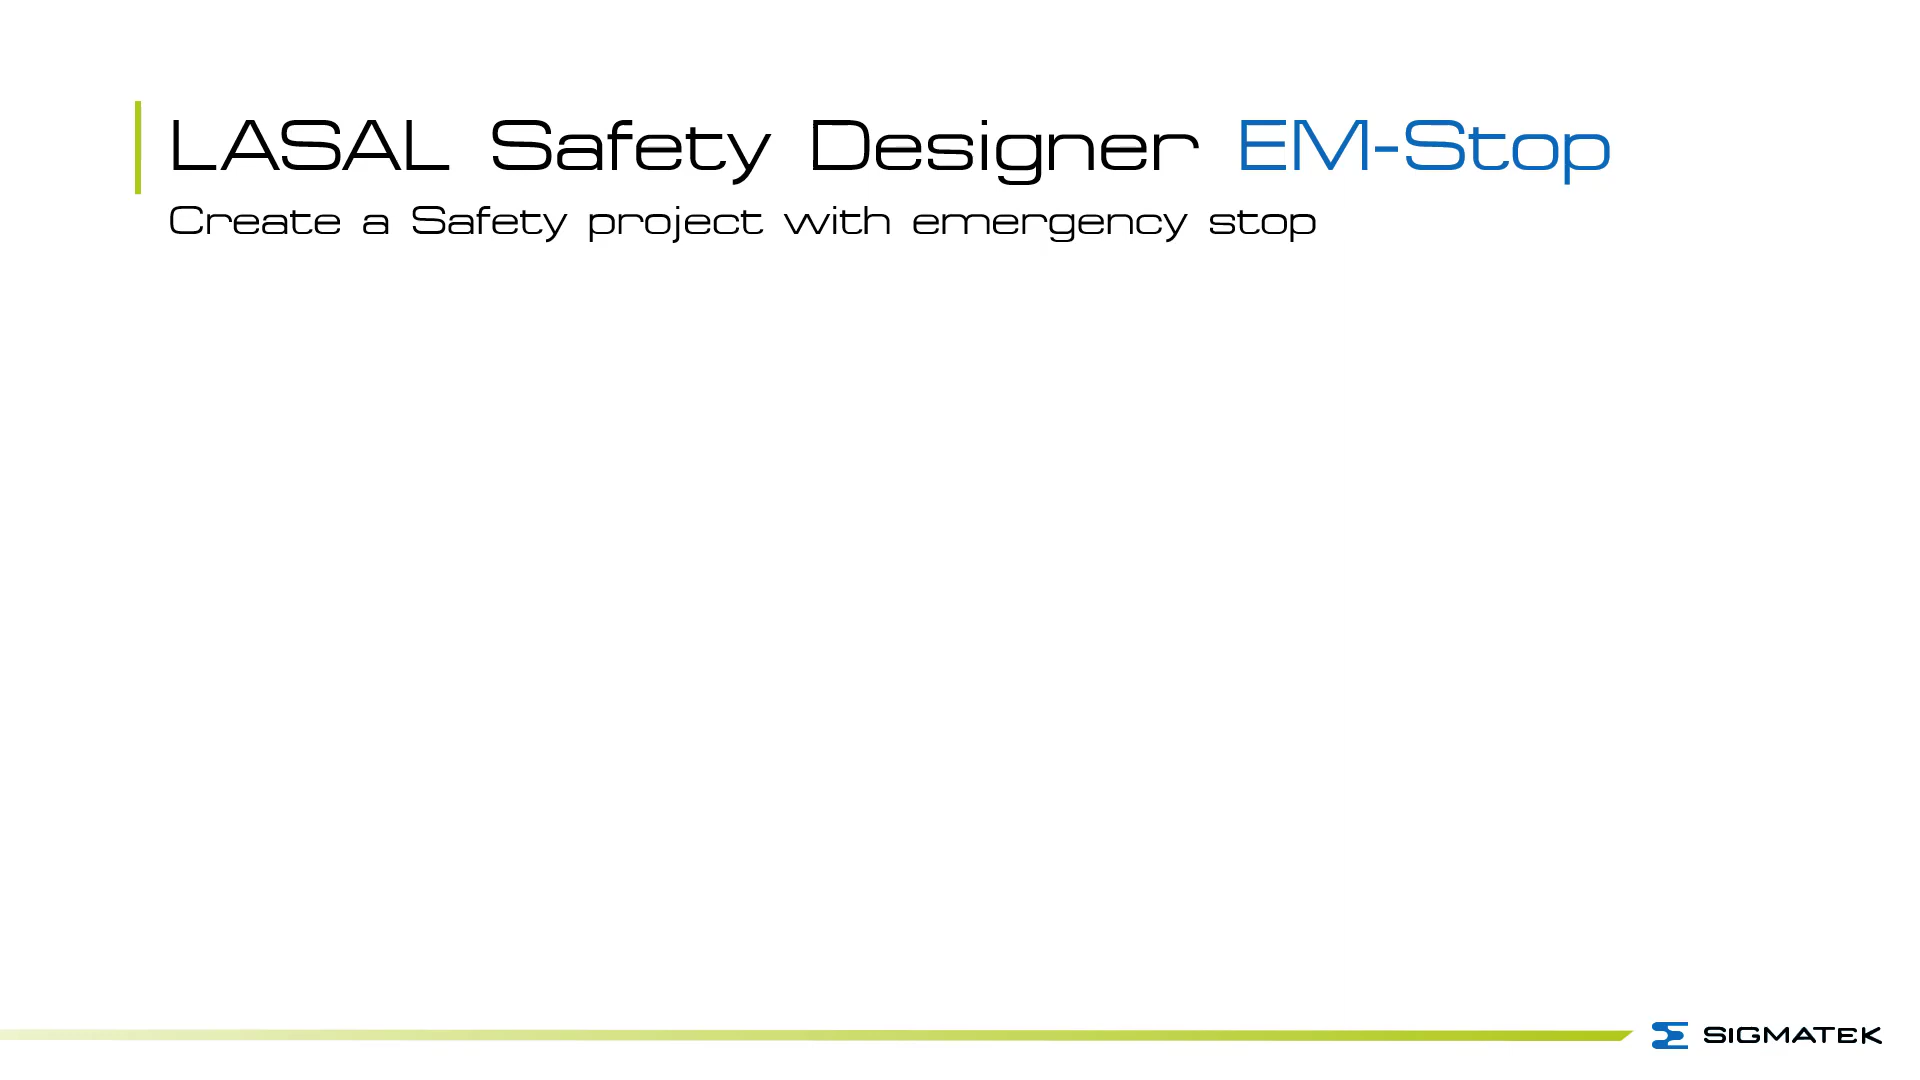 LASAL Safety Designer EM-Stop
Create a Safety project with emergency stop
SIGMATEK